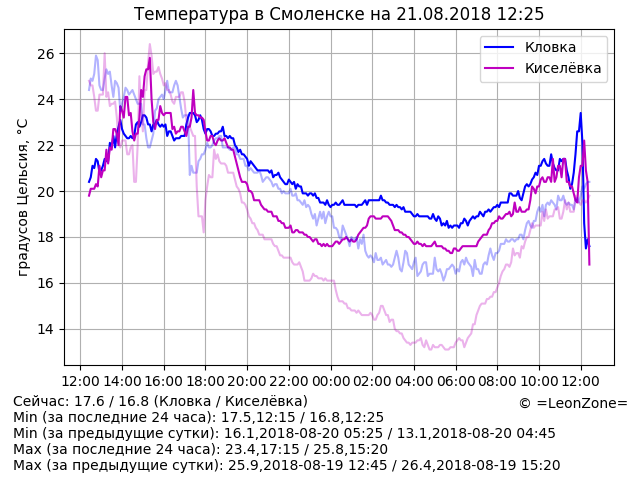 Температура в Смоленске на 21.08.2018 12:25
Кловка
Киселёвка
градусов Цельсия, °C
26
24
22
20
18
16
14
12:00 14:00 16:00 18:00 20:00 22:00 00:00 02:00 04:00 06:00 08:00 10:00 12:00
Сейчас: 17.6 / 16.8 (Кловка / Киселёвка)
© =LeonZone=
Min (за последние 24 часа): 17.5,12:15 / 16.8,12:25
Min (за предыдущие сутки): 16.1,2018-08-20 05:25 / 13.1,2018-08-20 04:45
Max (за последние 24 часа): 23.4,17:15 / 25.8,15:20
Max (за предыдущие сутки): 25.9,2018-08-19 12:45 / 26.4,2018-08-19 15:20